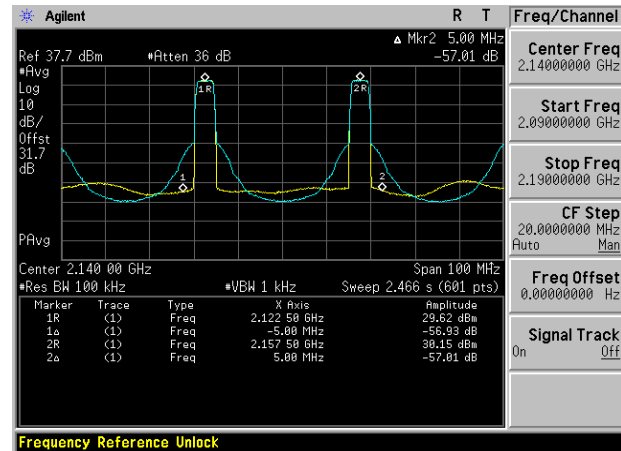 Agilent R T
Δ Mkr2 5.00 MHz
Ref 37.7 dBm #Atten 36 dB -57.01 dB
#Avg
Log
10
dB/
Offst
31.7
dB
PAvg
1R
2R
1
2
Center 2.140 00 GHz Span 100 MHz
#Res BW 100 kHz #VBW 1 kHz Sweep 2.466 s (601 pts)
Marker Trace Type X Axis Amplitude
1R (1) Freq 2.122 50 GHz 29.62 dBm
1Δ (1) Freq -5.00 MHz -56.93 dB
2R (1) Freq 2.157 50 GHz 30.15 dBm
2Δ (1) Freq 5.00 MHz -57.01 dB
Frequency Reference Unlock
Freq/Channel
Center Freq
2.14000000 GHz
Start Freq
2.09000000 GHz
Stop Freq
2.19000000 GHz
CF Step
20.0000000 MHz
Auto Man
Freq Offset
0.00000000 Hz
Signal Track
On Off